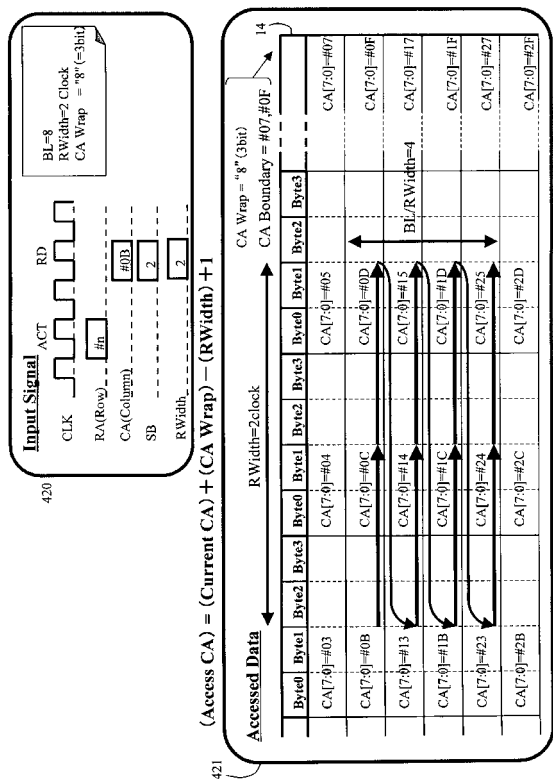 420
Input Signal
CLK
ACT
RD
RA(Row)
#n
CA(Column)
#0B
SB
2
RWidth
2
BL=8
RWidth=2 Clock
CA Wrap = "8"(=3bit)
(Access CA) = (Current CA) + (CA Wrap) − (RWidth) + 1
421
14
Accessed Data
RWidth=2clock
CA Wrap = "8"(3bit)
CA Boundary = #07,#0F
Byte0 Byte1 Byte2 Byte3 Byte0 Byte1 Byte2 Byte3 Byte0 Byte1 Byte2 Byte3
CA[7:0]=#03 CA[7:0]=#04 CA[7:0]=#05 CA[7:0]=#07
CA[7:0]=#0B CA[7:0]=#0C CA[7:0]=#0D CA[7:0]=#0F
CA[7:0]=#13 CA[7:0]=#14 CA[7:0]=#15 CA[7:0]=#17
CA[7:0]=#1B CA[7:0]=#1C CA[7:0]=#1D CA[7:0]=#1F
CA[7:0]=#23 CA[7:0]=#24 CA[7:0]=#25 CA[7:0]=#27
CA[7:0]=#2B CA[7:0]=#2C CA[7:0]=#2D CA[7:0]=#2F
BL/RWidth=4